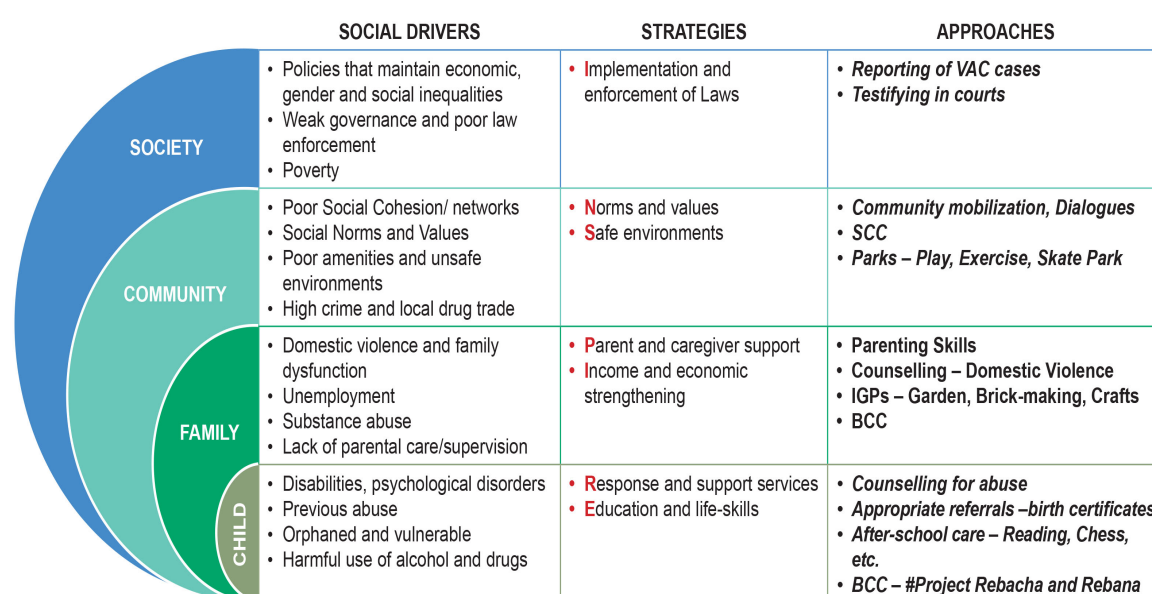 SOCIAL DRIVERS
STRATEGIES
APPROACHES
SOCIETY
• Policies that maintain economic,
gender and social inequalities
• Weak governance and poor law
enforcement
• Poverty
• Implementation and
enforcement of Laws
• Reporting of VAC cases
• Testifying in courts
COMMUNITY
• Poor Social Cohesion/ networks
• Social Norms and Values
• Poor amenities and unsafe
environments
• High crime and local drug trade
• Norms and values
• Safe environments
• Community mobilization, Dialogues
• SCC
• Parks – Play, Exercise, Skate Park
FAMILY
• Domestic violence and family
dysfunction
• Unemployment
• Substance abuse
• Lack of parental care/supervision
• Parent and caregiver support
• Income and economic
strengthening
• Parenting Skills
• Counselling – Domestic Violence
• IGPs – Garden, Brick-making, Crafts
• BCC
CHILD
• Disabilities, psychological disorders
• Previous abuse
• Orphaned and vulnerable
• Harmful use of alcohol and drugs
• Response and support services
• Education and life-skills
• Counselling for abuse
• Appropriate referrals –birth certificates
• After-school care – Reading, Chess,
etc.
• BCC – #Project Rebacha and Rebana